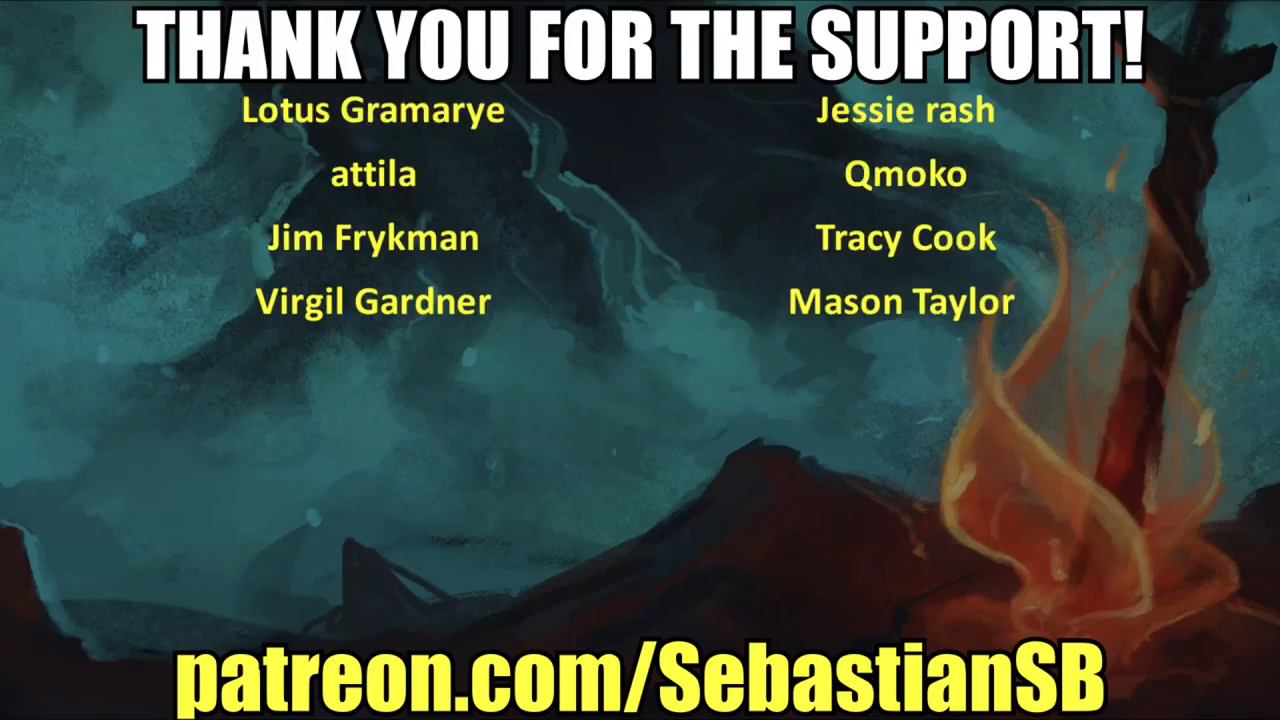 THANK YOU FOR THE SUPPORT!
Lotus Gramarye
Jessie rash
attila
Qmoko
Jim Frykman
Tracy Cook
Virgil Gardner
Mason Taylor
patreon.com/SebastianSB